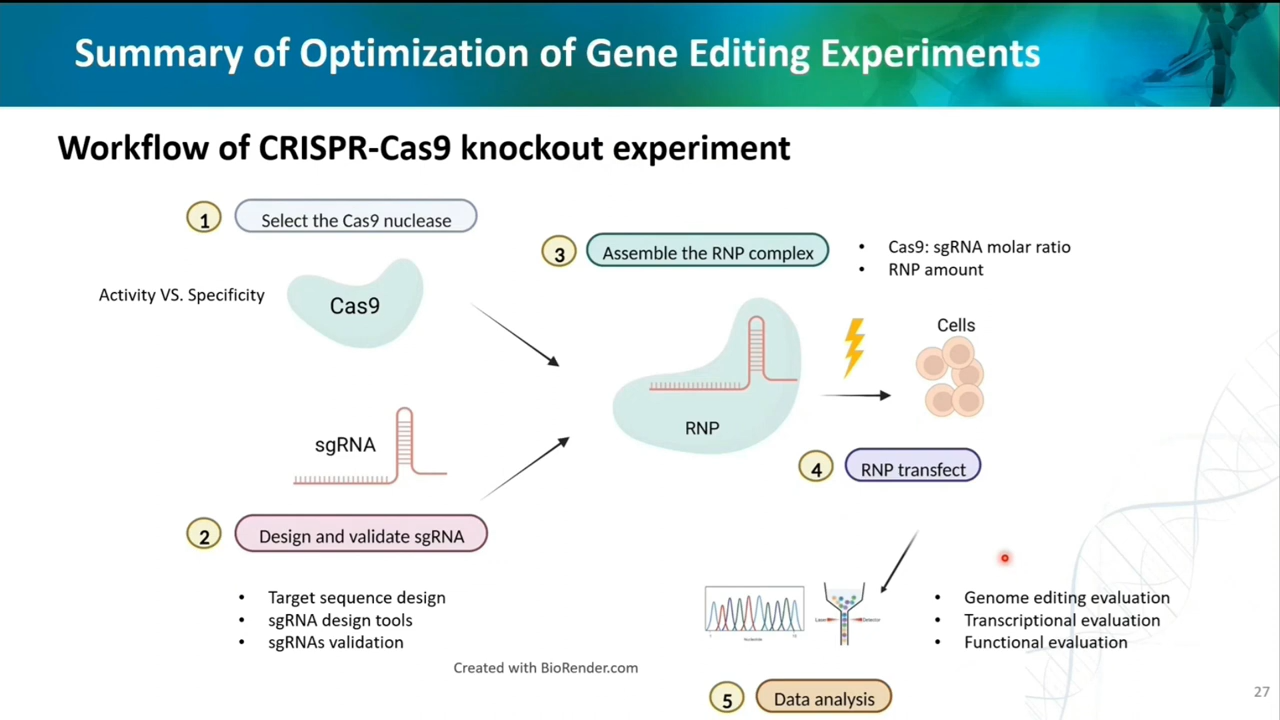 Summary of Optimization of Gene Editing Experiments
Workflow of CRISPR-Cas9 knockout experiment
1
Select the Cas9 nuclease
Activity VS. Specificity
Cas9
sgRNA
2
Design and validate sgRNA
• Target sequence design
• sgRNA design tools
• sgRNAs validation
3
Assemble the RNP complex
• Cas9: sgRNA molar ratio
• RNP amount
RNP
Cells
4
RNP transfect
Laser
Detector
Nucleotide
• Genome editing evaluation
• Transcriptional evaluation
• Functional evaluation
Created with BioRender.com
5
Data analysis
27